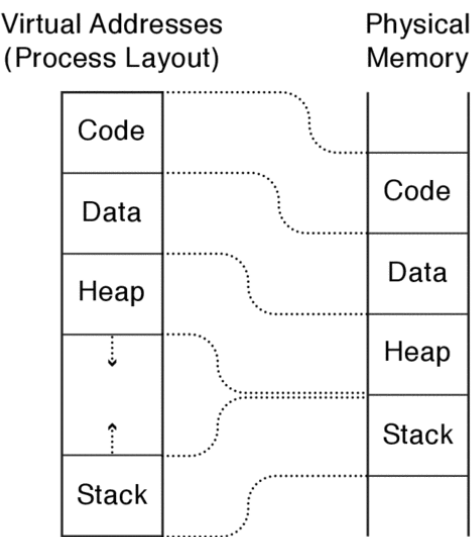 Virtual Addresses
(Process Layout)
Code
Data
Heap
Stack
Physical
Memory
Code
Data
Heap
Stack